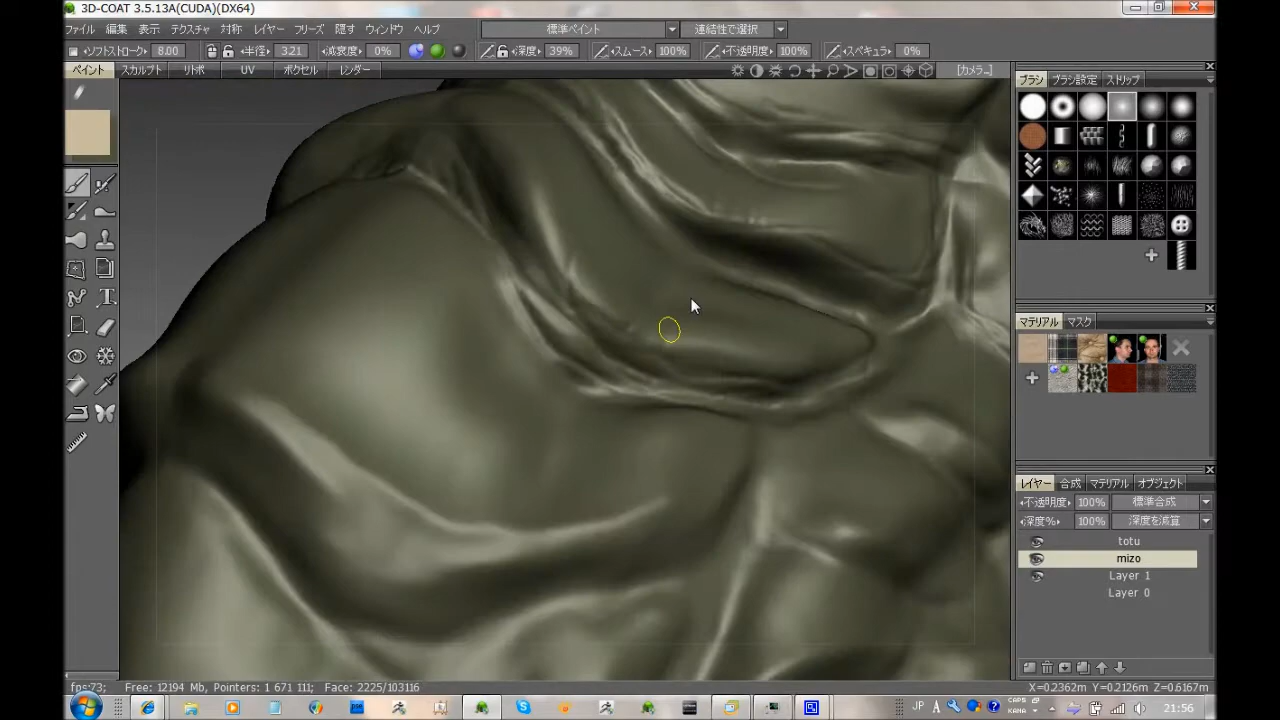 3D-COAT 3.5.13A(CUDA)(DX64)
ファイル 編集 表示 テクスチャ 対称 レイヤー フリーズ 隠す ウィンドウ ヘルプ 標準ペイント 連結性で選択
ソフトストローク 8.00 半径 3.21 減衰度 0% 深度 39% スムース 100% 不透明度 100% スペキュラ 0%
ペイント スカルプト リトポ UV ボクセル レンダー [カメラ...]
ブラシ ブラシ設定 ストリップ
マテリアル マスク
レイヤー 合成 マテリアル オブジェクト
不透明度 100% 標準合成
深度% 100% 深度を減算
totu
mizo
Layer 1
Layer 0
fps:73; Free: 12194 Mb, Pointers: 1 671 111; Face: 2225/103116 X=0.2362m Y=0.2126m Z=0.6167m
JP A CAPS KANA 21:56